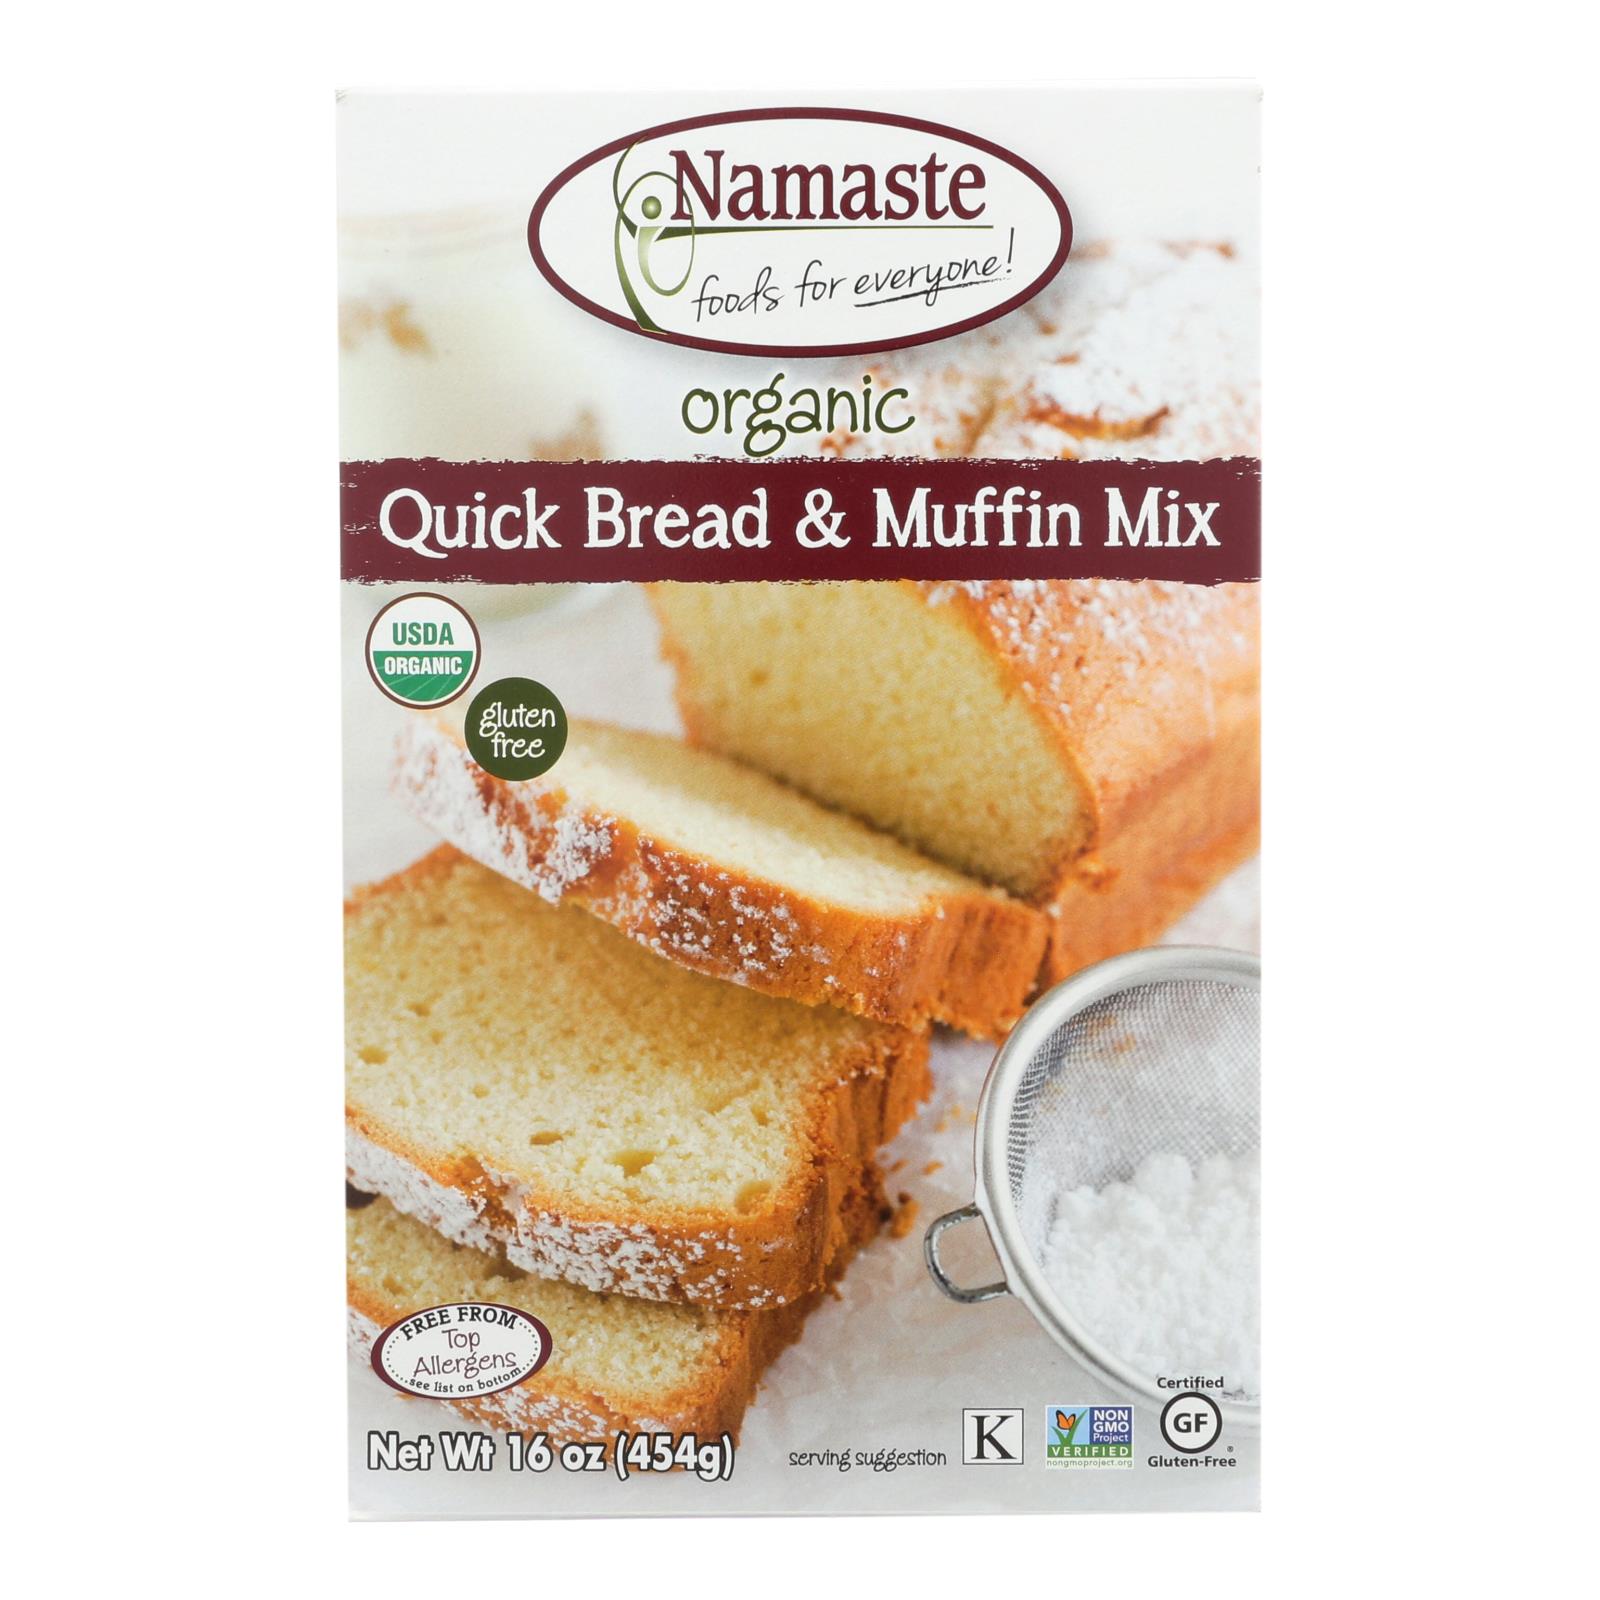 Namaste
foods for everyone!
organic
Quick Bread & Muffin Mix
USDA
ORGANIC
gluten
free
FREE FROM
Top
Allergens
see list on bottom
Net Wt 16 oz (454g)
serving suggestion
K
NON
GMO
Project
VERIFIED
nongmoproject.org
Certified
GF
®
Gluten-Free